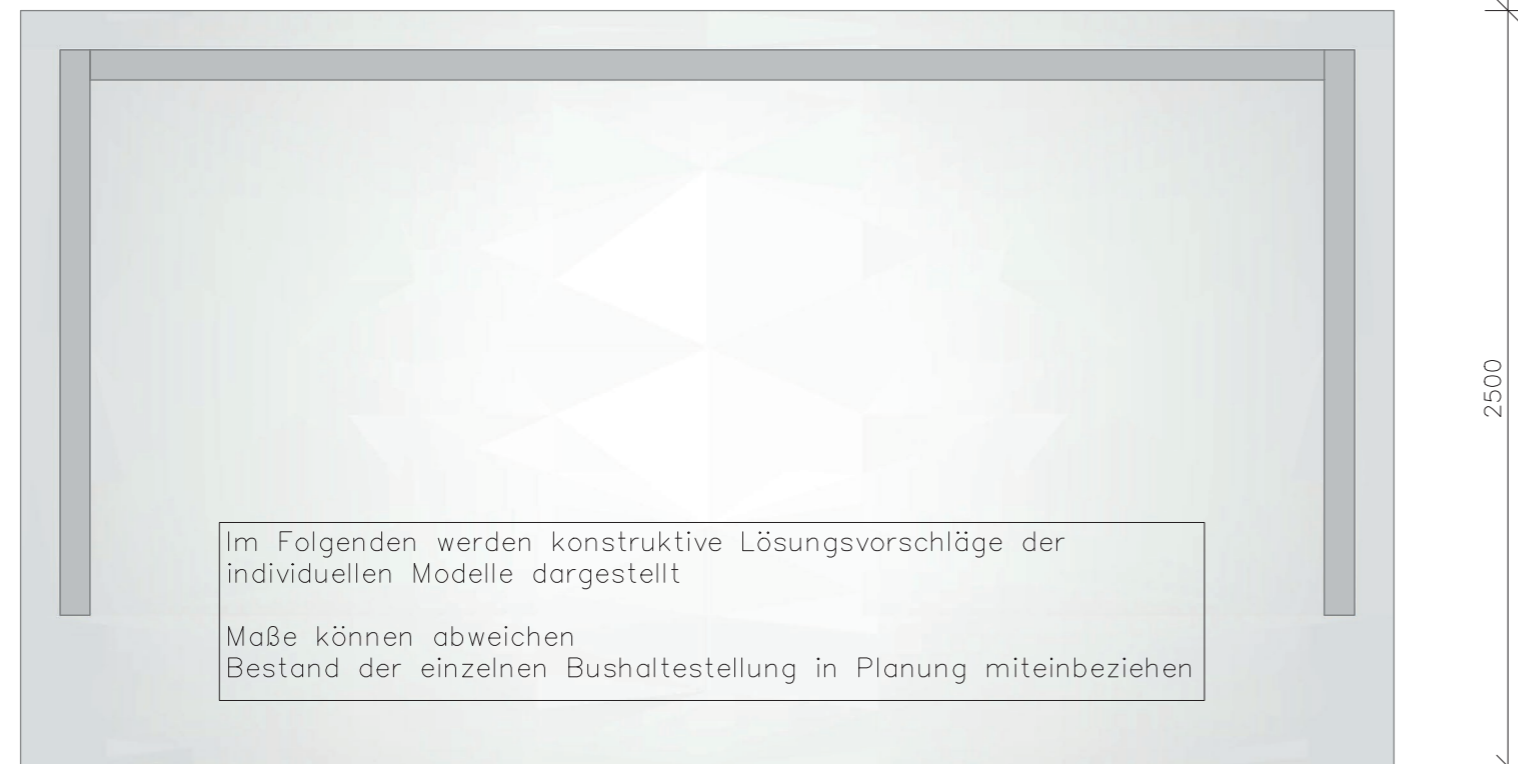 Im Folgenden werden konstruktive Lösungsvorschläge der
individuellen Modelle dargestellt
Maße können abweichen
Bestand der einzelnen Bushaltestellung in Planung miteinbeziehen
2500